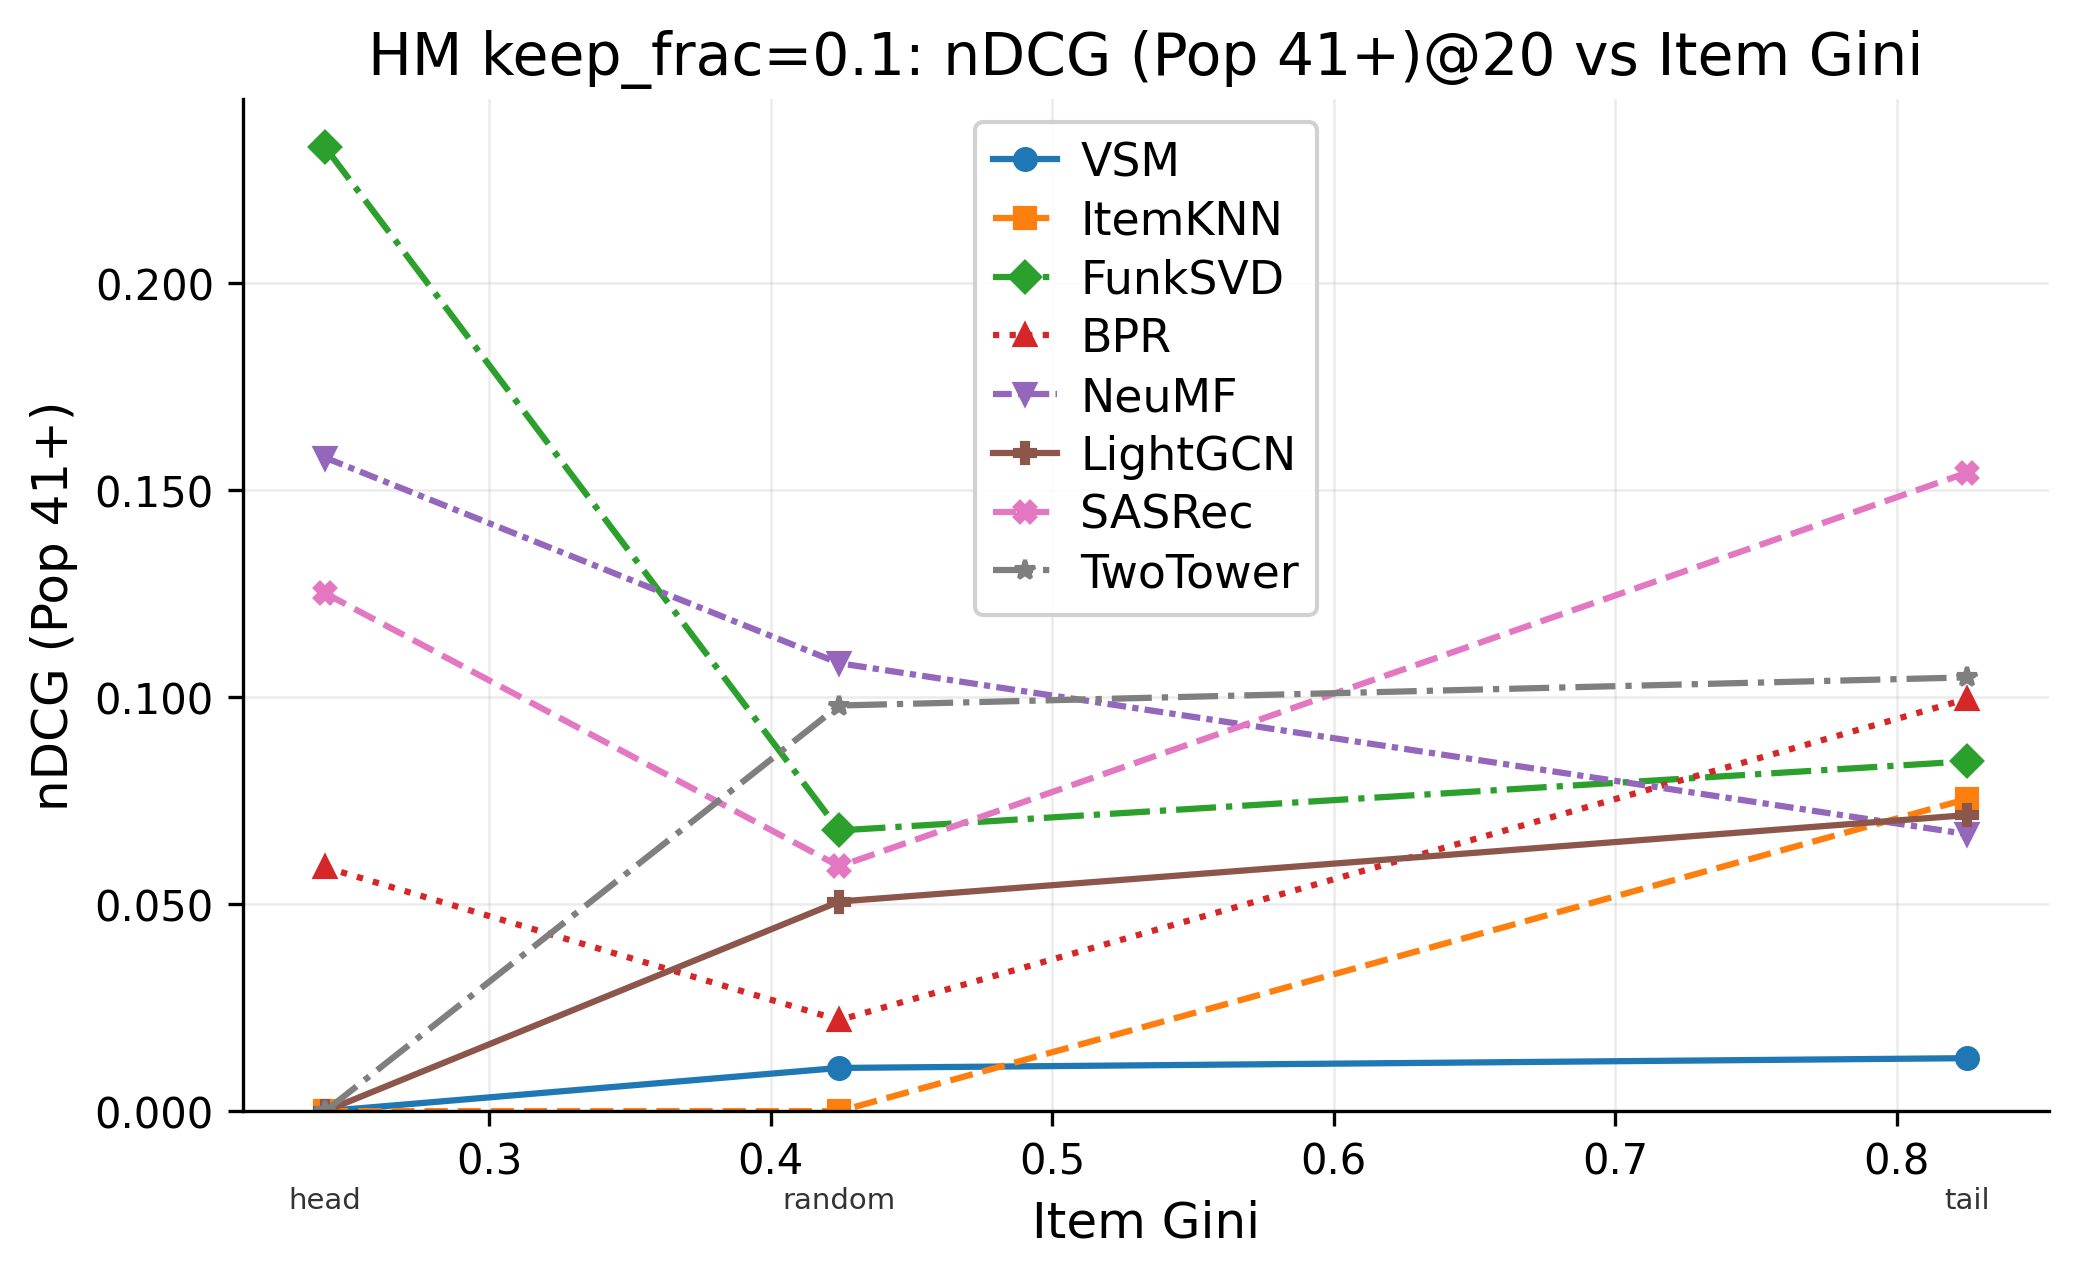 HM keep_frac=0.1: nDCG (Pop 41+)@20 vs Item Gini
nDCG (Pop 41+)
0.200
0.150
0.100
0.050
0.000
VSM
ItemKNN
FunkSVD
BPR
NeuMF
LightGCN
SASRec
TwoTower
0.3 0.4 0.5 0.6 0.7 0.8
head random tail
Item Gini